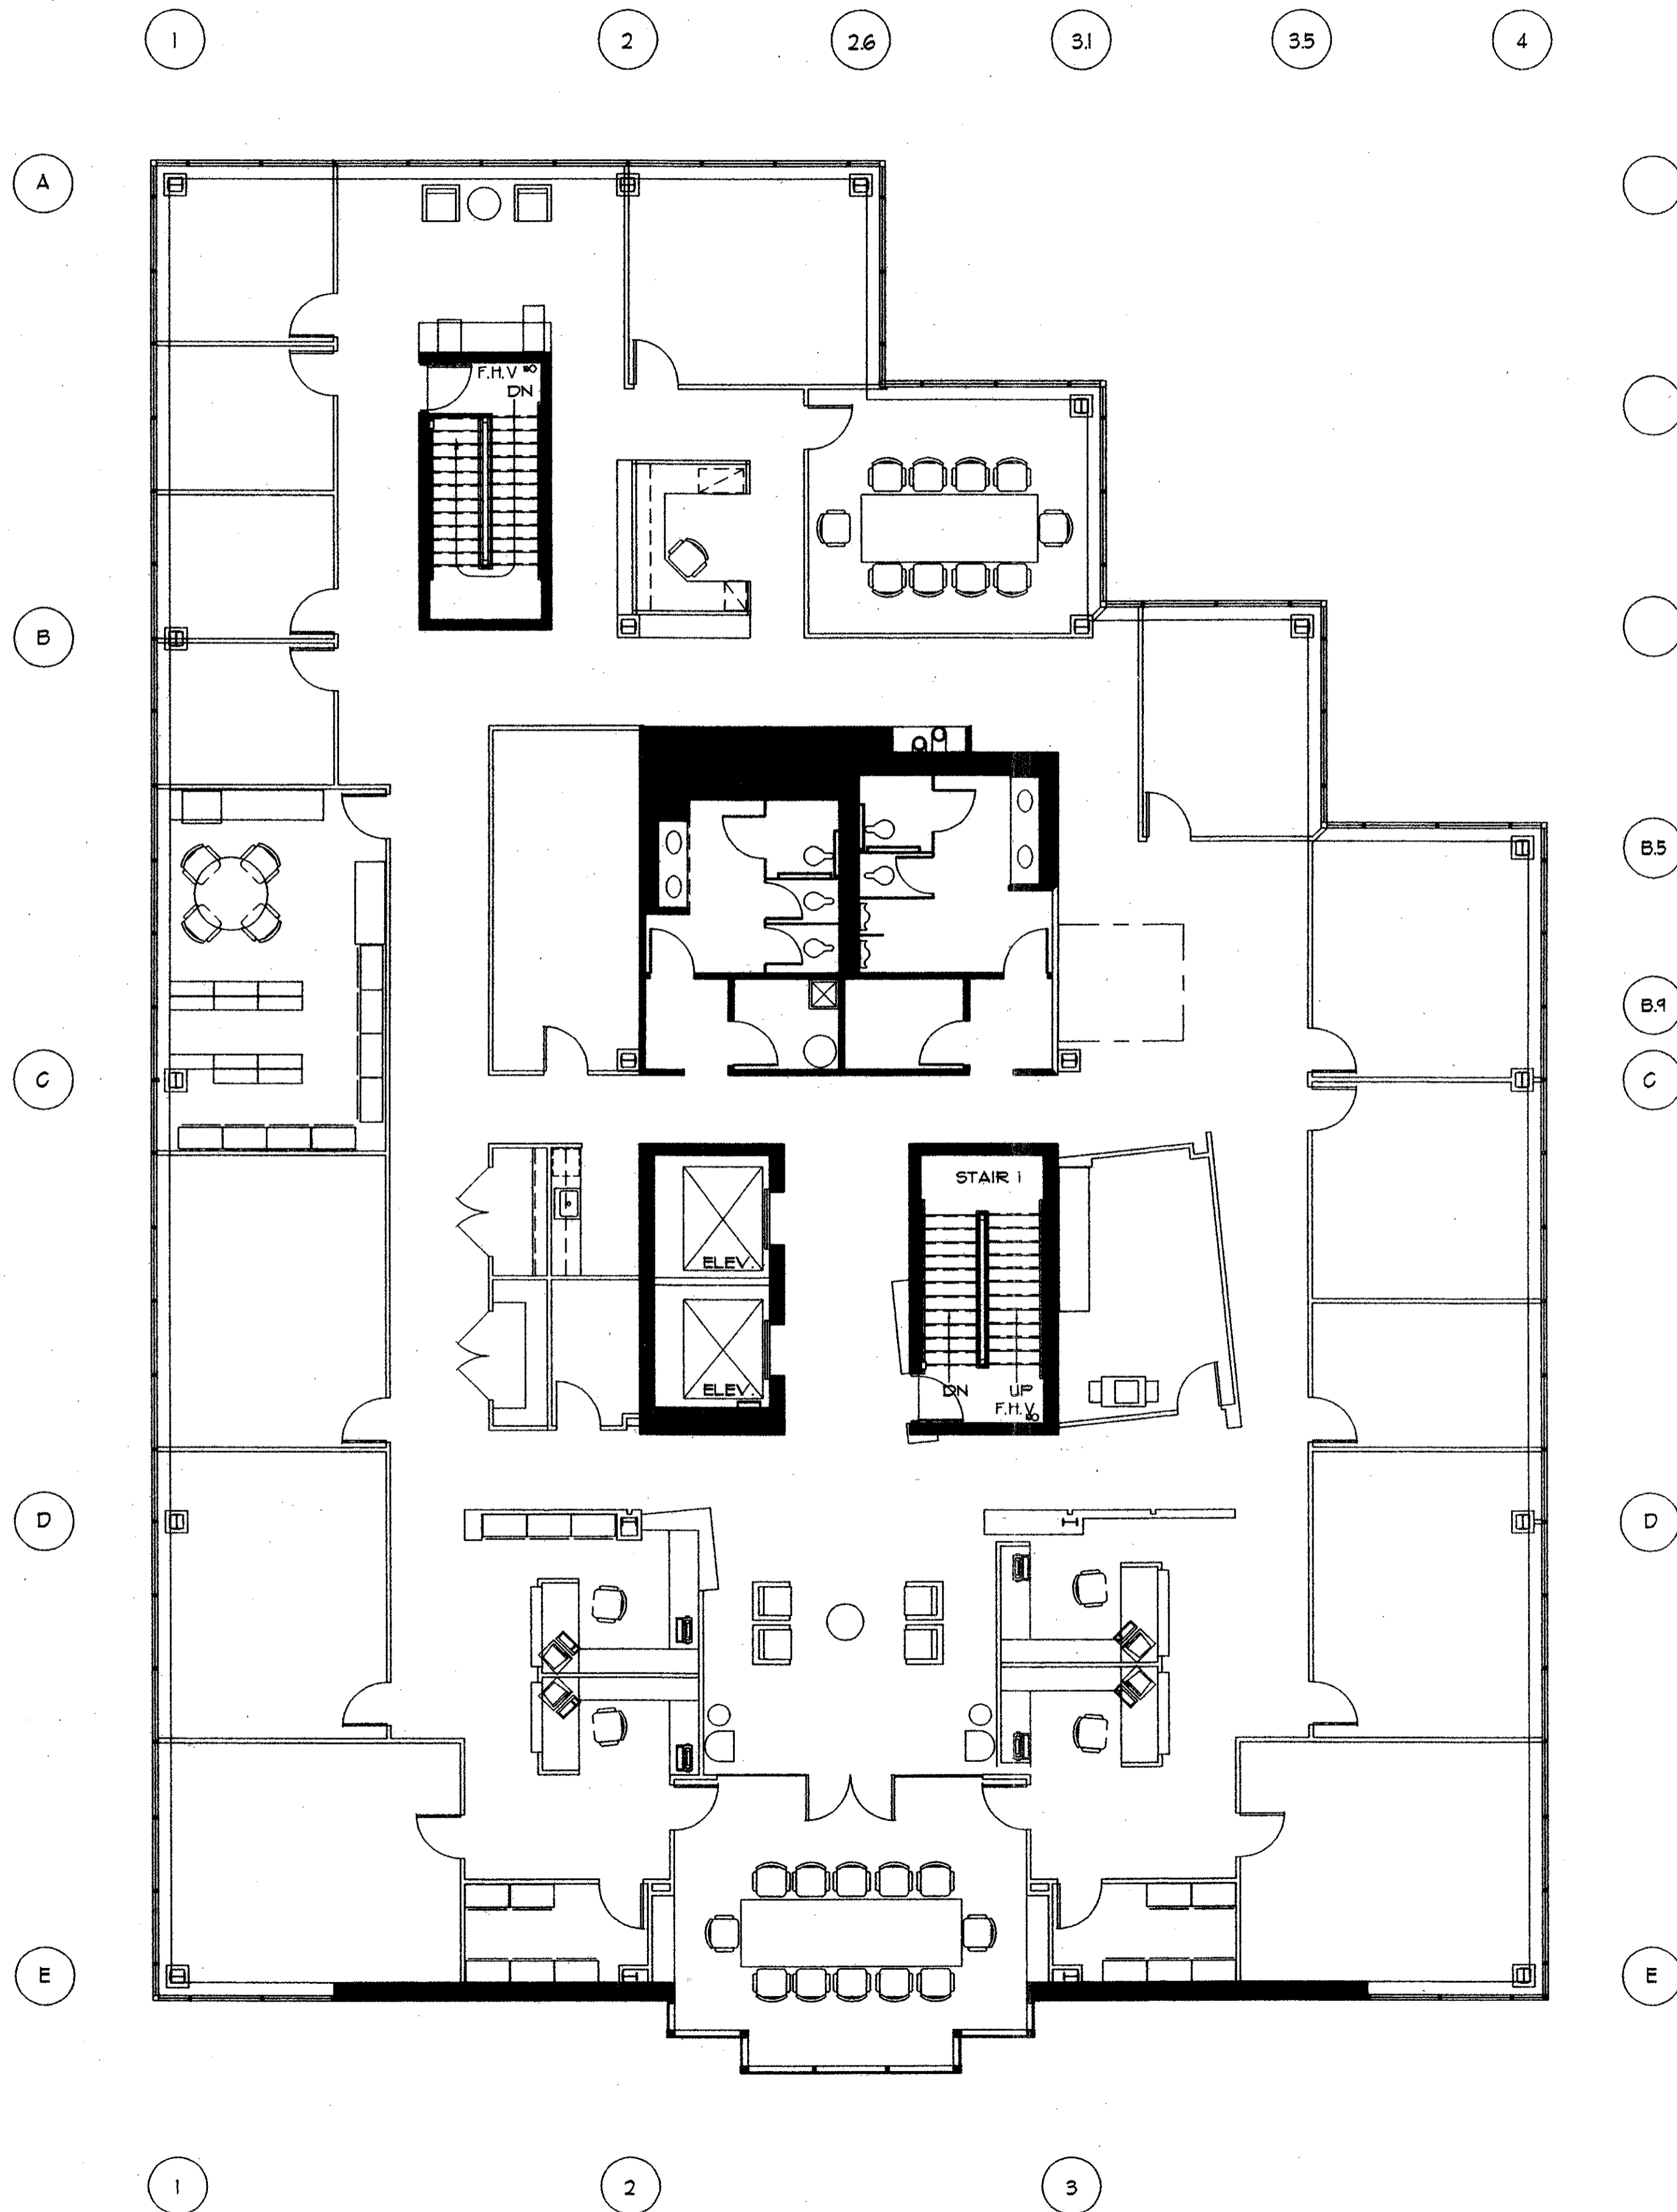 1 2 2.6 3.1 3.5 4
A
F.H.V
DN
B
B.5
B.9
C C
STAIR 1
ELEV.
ELEV.
DN UP
F.H.V
D D
E E
1 2 3